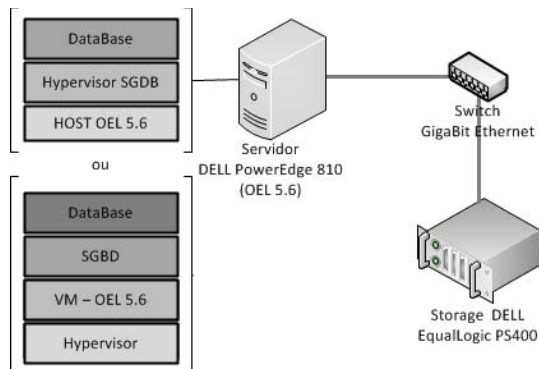 DataBase
Hypervisor SGDB
HOST OEL 5.6
ou
DataBase
SGBD
VM – OEL 5.6
Hypervisor
Servidor
DELL PowerEdge 810
(OEL 5.6)
Switch
GigaBit Ethernet
Storage DELL
EqualLogic PS400